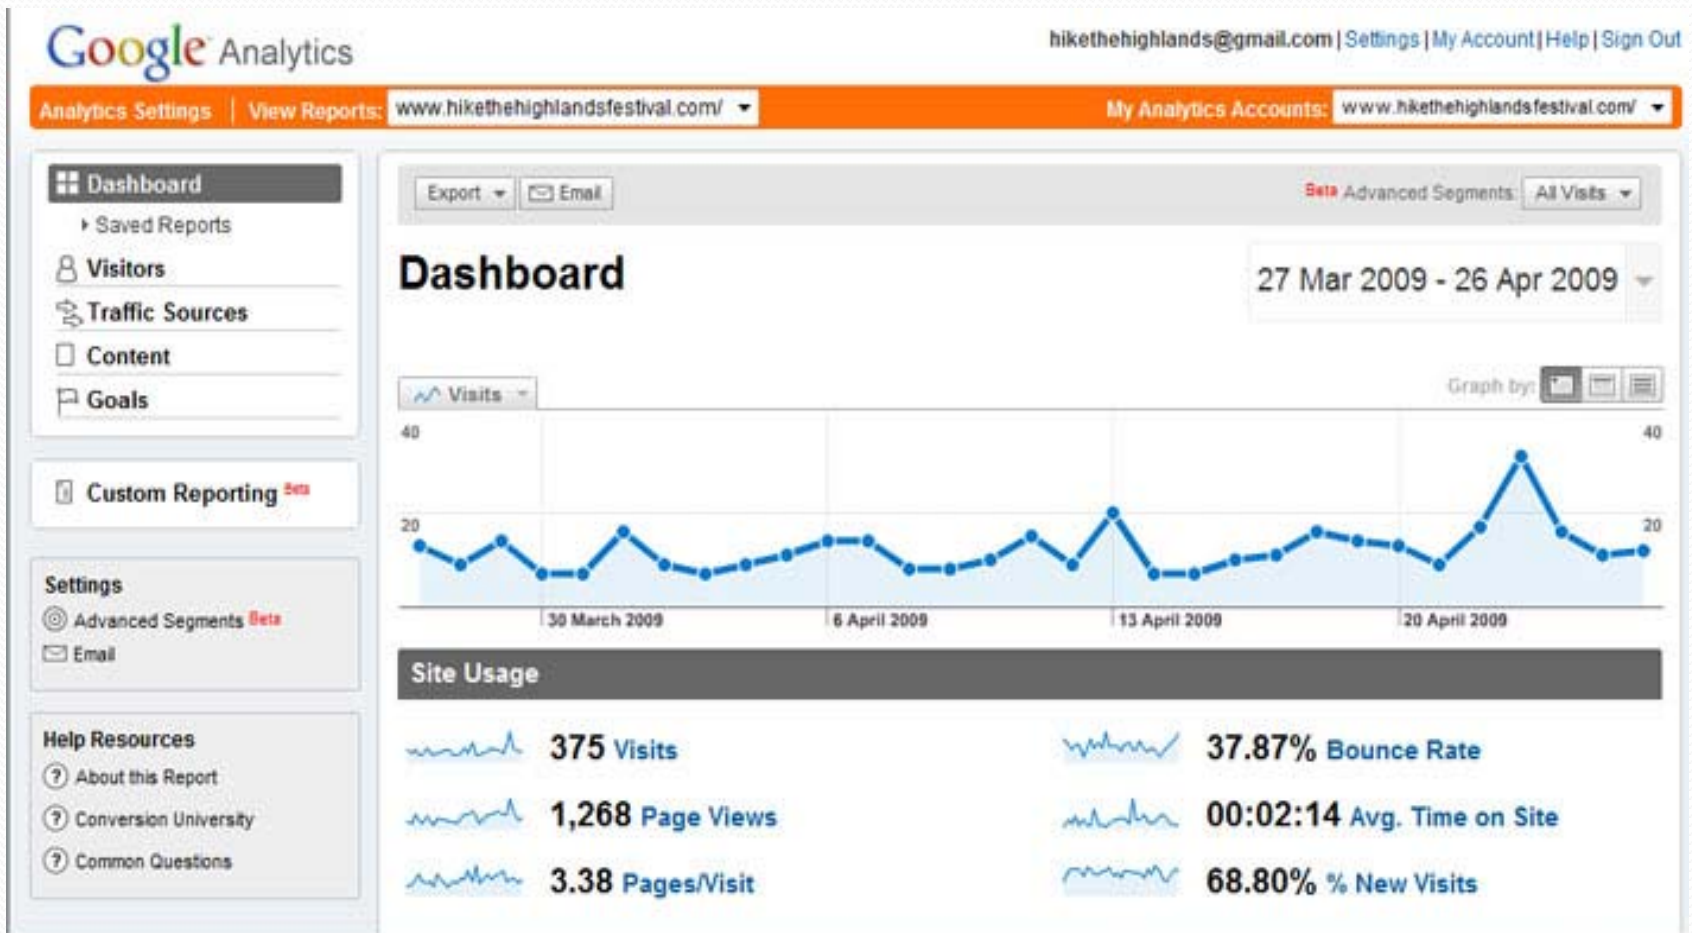 Google Analytics
hikethehighlands@gmail.com | Settings | My Account | Help | Sign Out
Analytics Settings | View Reports: www.hikethehighlandsfestival.com/
My Analytics Accounts: www.hikethehighlandsfestival.com/
Dashboard
Saved Reports
Visitors
Traffic Sources
Content
Goals
Custom Reporting Beta
Settings
Advanced Segments Beta
Email
Help Resources
About this Report
Conversion University
Common Questions
Export
Email
Beta Advanced Segments: All Visits
Dashboard
27 Mar 2009 - 26 Apr 2009
Visits
Graph by:
40 40
20 20
30 March 2009 6 April 2009 13 April 2009 20 April 2009
Site Usage
375 Visits
37.87% Bounce Rate
1,268 Page Views
00:02:14 Avg. Time on Site
3.38 Pages/Visit
68.80% % New Visits